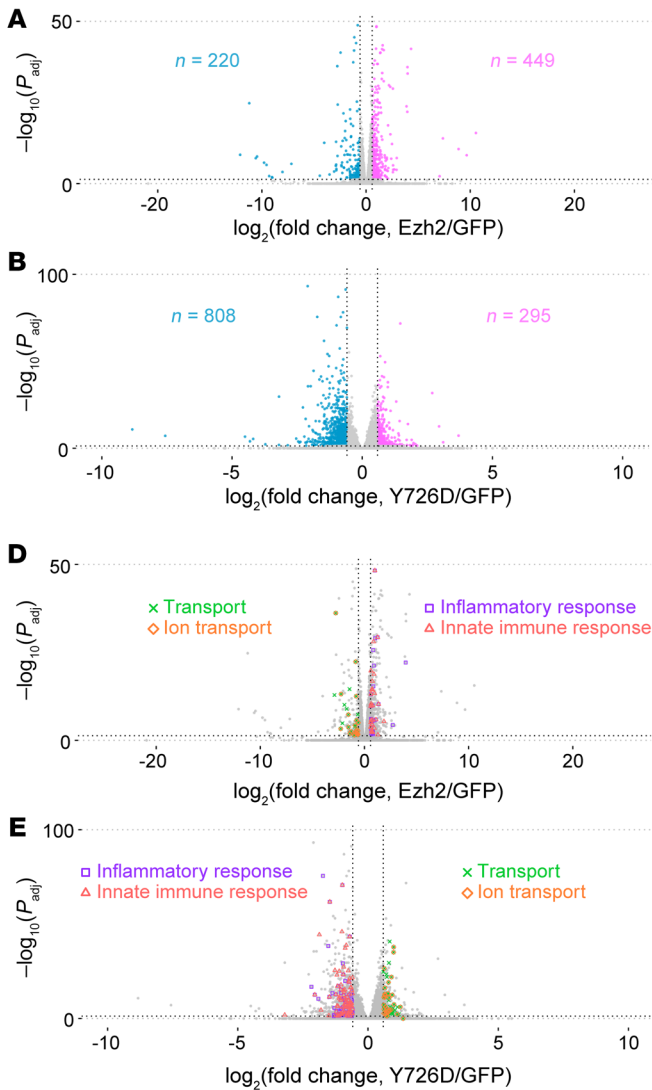 A
50
n = 220
n = 449
–log10(Padj)
0
-20
-10
0
10
20
log2(fold change, Ezh2/GFP)
B
100
n = 808
n = 295
–log10(Padj)
0
-10
-5
0
5
10
log2(fold change, Y726D/GFP)
D
50
Transport
Inflammatory response
Ion transport
Innate immune response
–log10(Padj)
0
-20
-10
0
10
20
log2(fold change, Ezh2/GFP)
E
100
Inflammatory response
Transport
Innate immune response
Ion transport
–log10(Padj)
0
-10
-5
0
5
10
log2(fold change, Y726D/GFP)